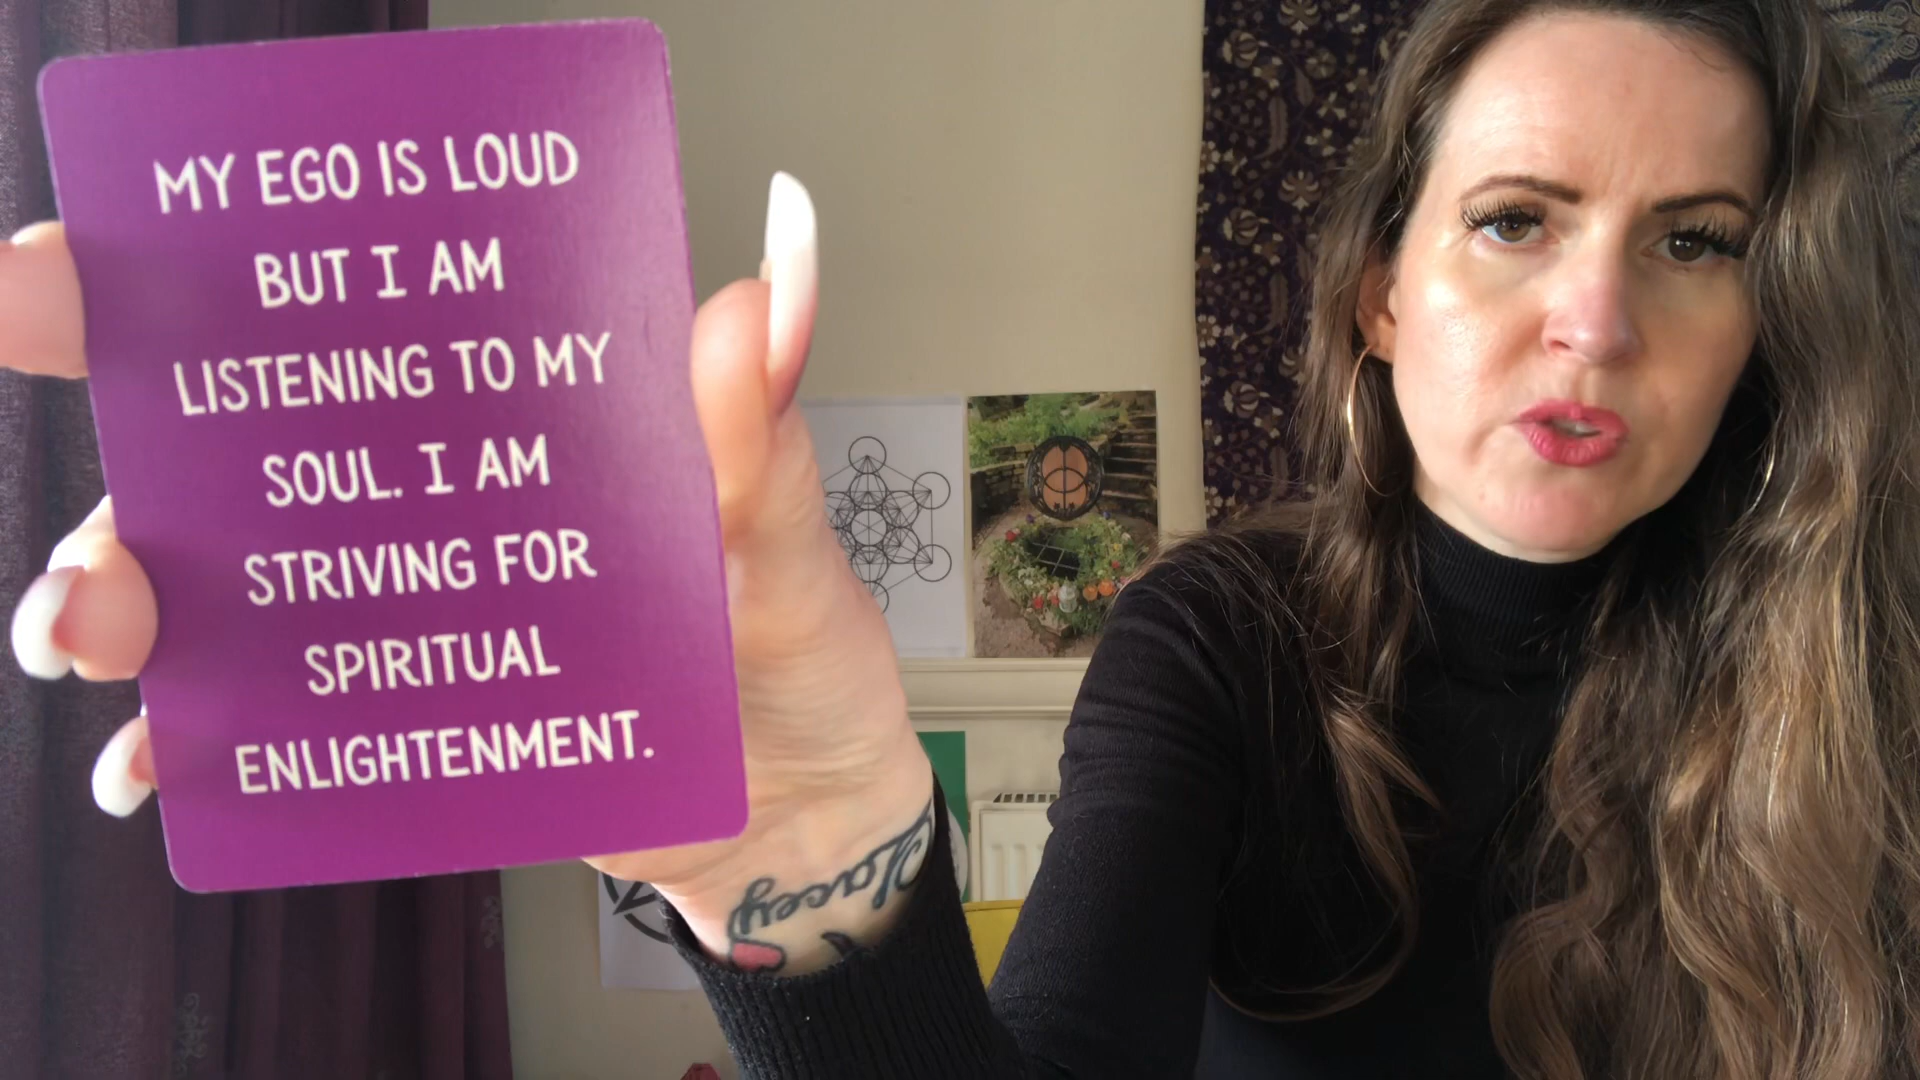 MY EGO IS LOUD
BUT I AM
LISTENING TO MY
SOUL. I AM
STRIVING FOR
SPIRITUAL
ENLIGHTENMENT.